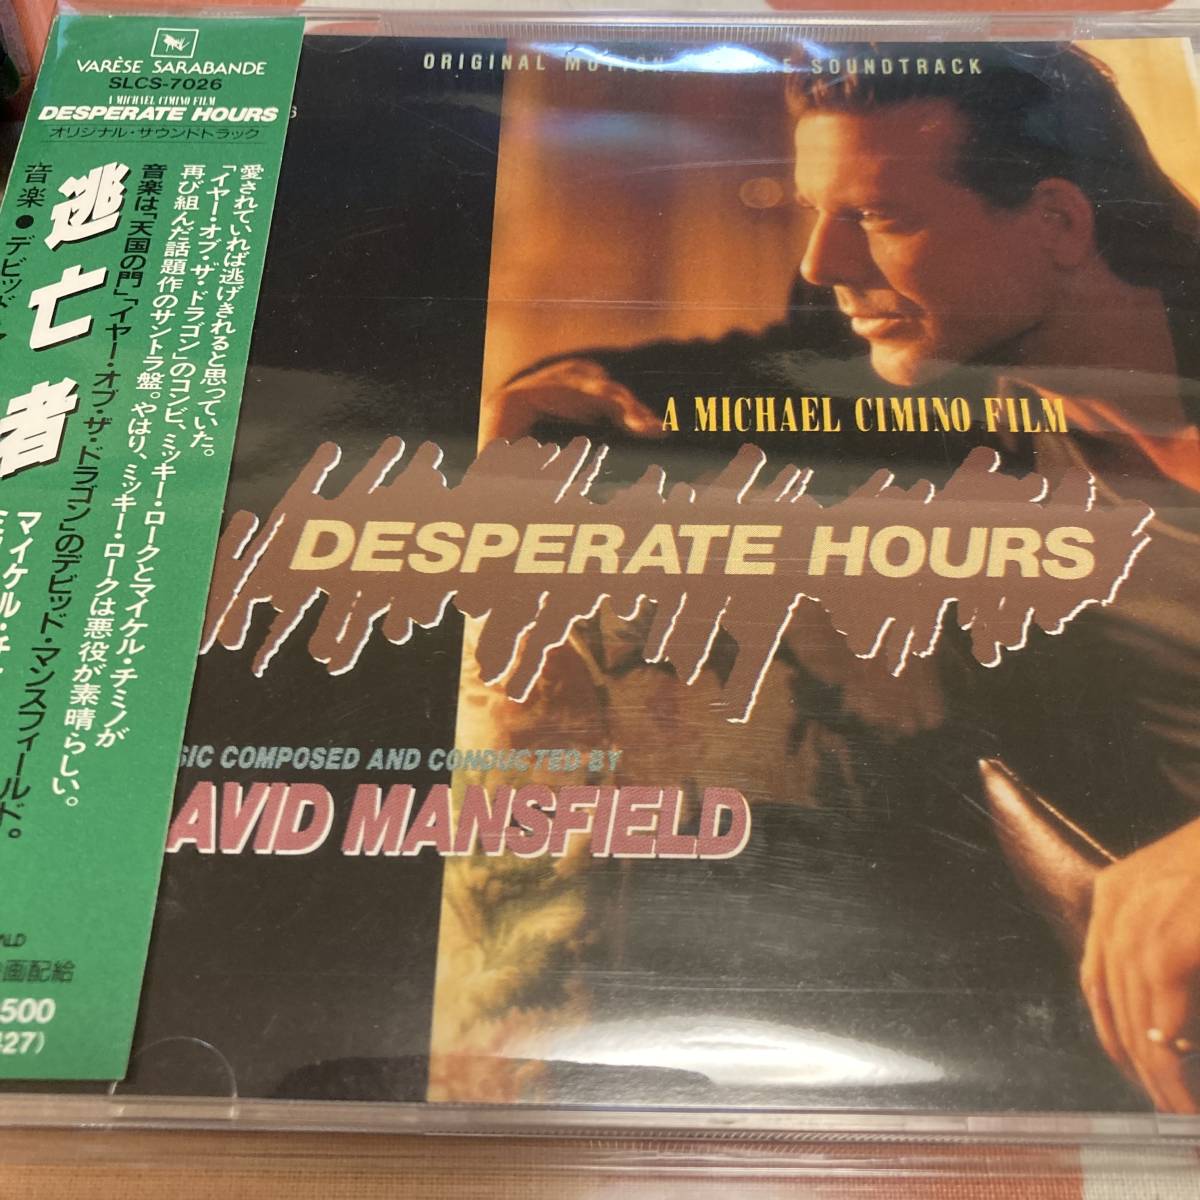 VARÈSE SARABANDE
SLCS-7026
A MICHAEL CIMINO FILM
DESPERATE HOURS
オリジナル・サウンドトラック
愛されていれば逃げきれると思っていた。
「イヤー・オブ・ザ・ドラゴン」のコンビ、ミッキー・ロークとマイケル・チミノが
再び組んだ話題作のサントラ盤。やはり、ミッキー・ロークは悪役が素晴らしい。
音楽は「天国の門」「イヤー・オブ・ザ・ドラゴン」のデビッド・マンスフィールド。
逃亡者
マイケル・チ
音楽●デビッド
画配給
500
427)
ORIGINAL MOTION SOUNDTRACK
A MICHAEL CIMINO FILM
DESPERATE HOURS
SIC COMPOSED AND CONDUCTED BY
AVID MANSFIELD